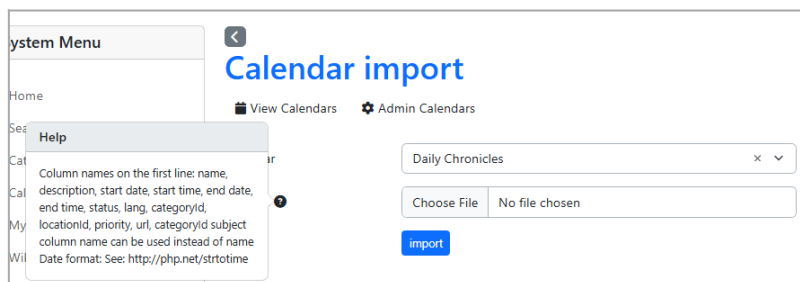 ystem Menu
Calendar import
Home
View Calendars Admin Calendars
Sea
Help
Cat
ar
Daily Chronicles
Column names on the first line: name,
description, start date, start time, end date,
end time, status, lang, categoryId,
locationId, priority, url, categoryId subject
column name can be used instead of name
Date format: See: http://php.net/strtotime
Cal
Choose File No file chosen
My
import
Wi